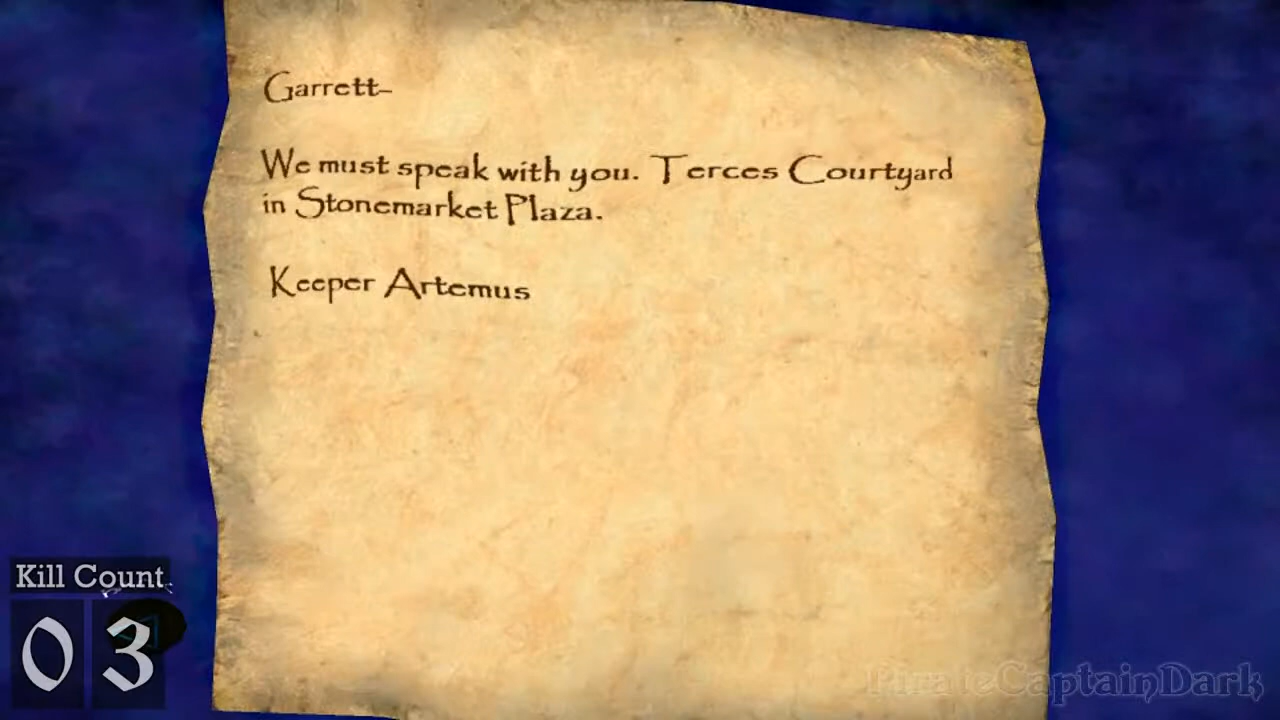 Garrett-
We must speak with you. Terces Courtyard
in Stonemarket Plaza.
Keeper Artemus
Kill Count
03
PirateCaptainDark